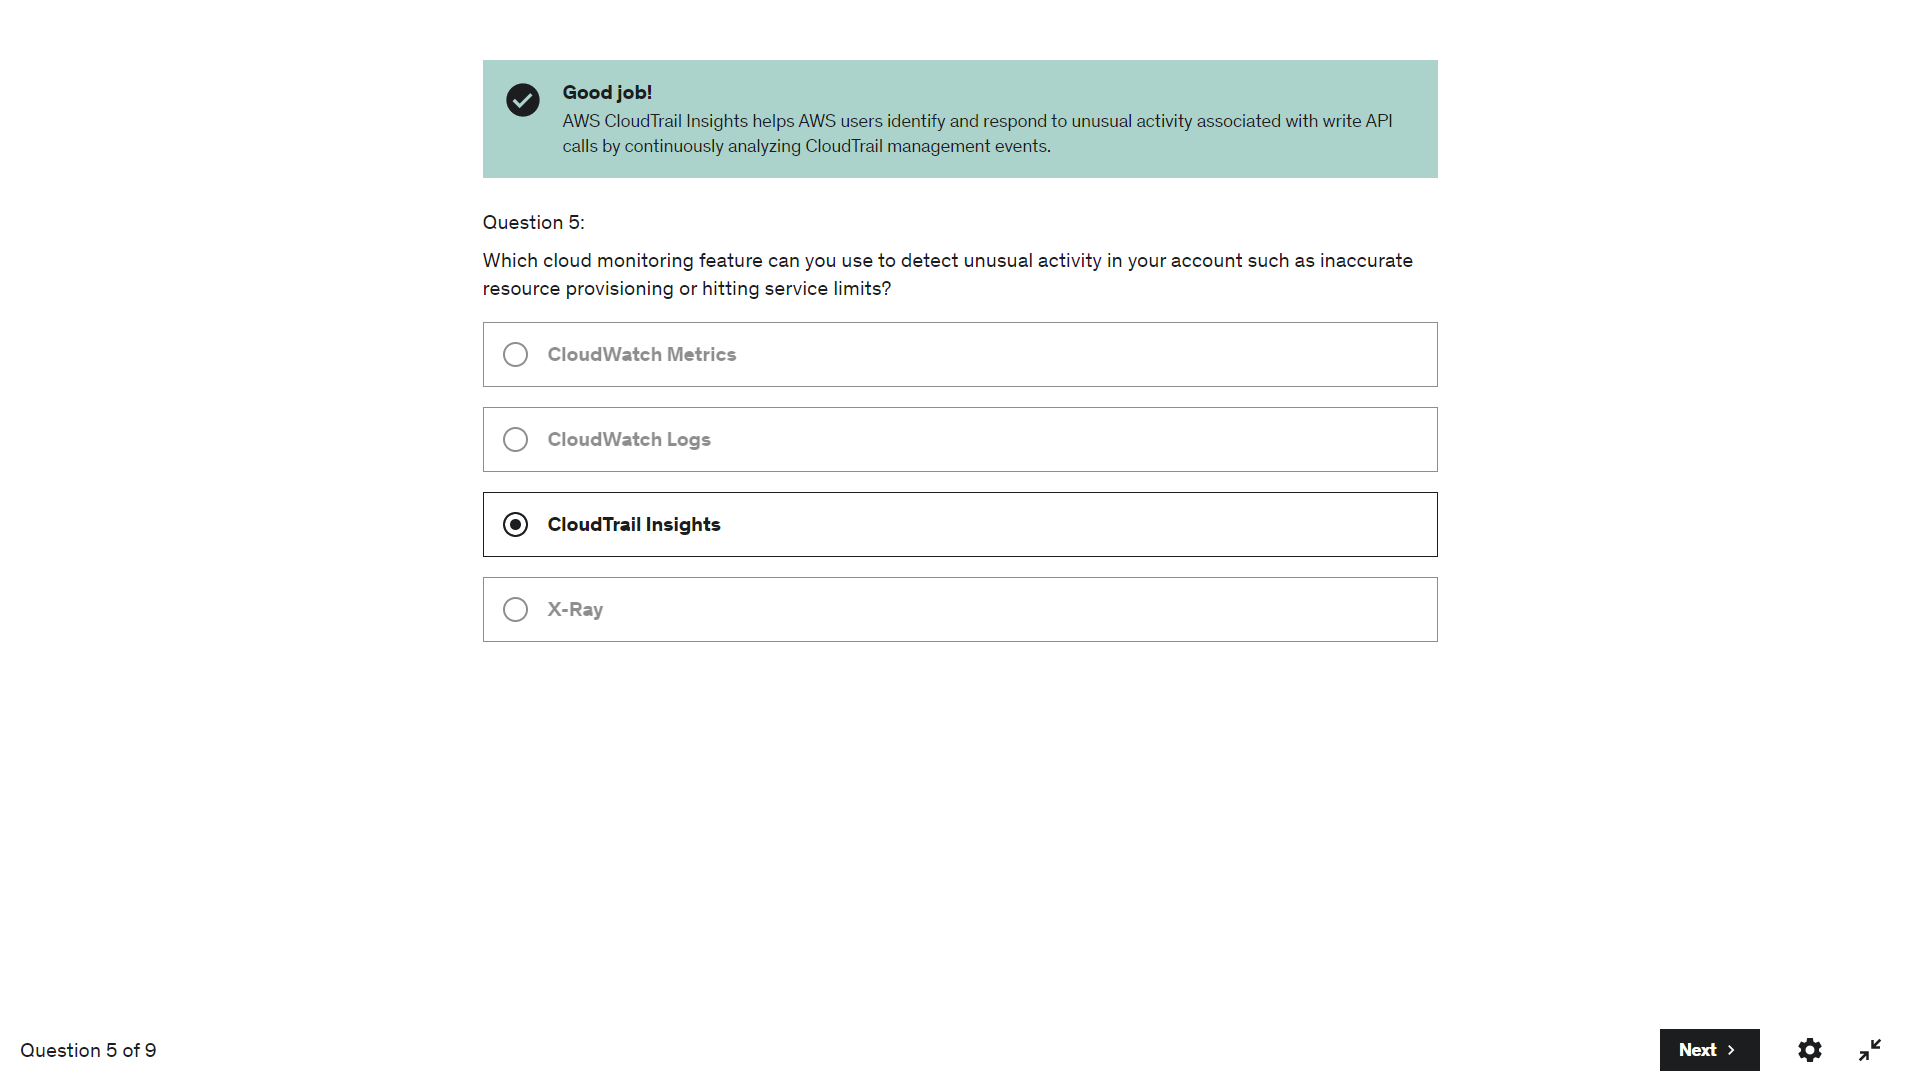 Good job!
AWS CloudTrail Insights helps AWS users identify and respond to unusual activity associated with write API
calls by continuously analyzing CloudTrail management events.
Question 5:
Which cloud monitoring feature can you use to detect unusual activity in your account such as inaccurate
resource provisioning or hitting service limits?
CloudWatch Metrics
CloudWatch Logs
CloudTrail Insights
X-Ray
Question 5 of 9
Next